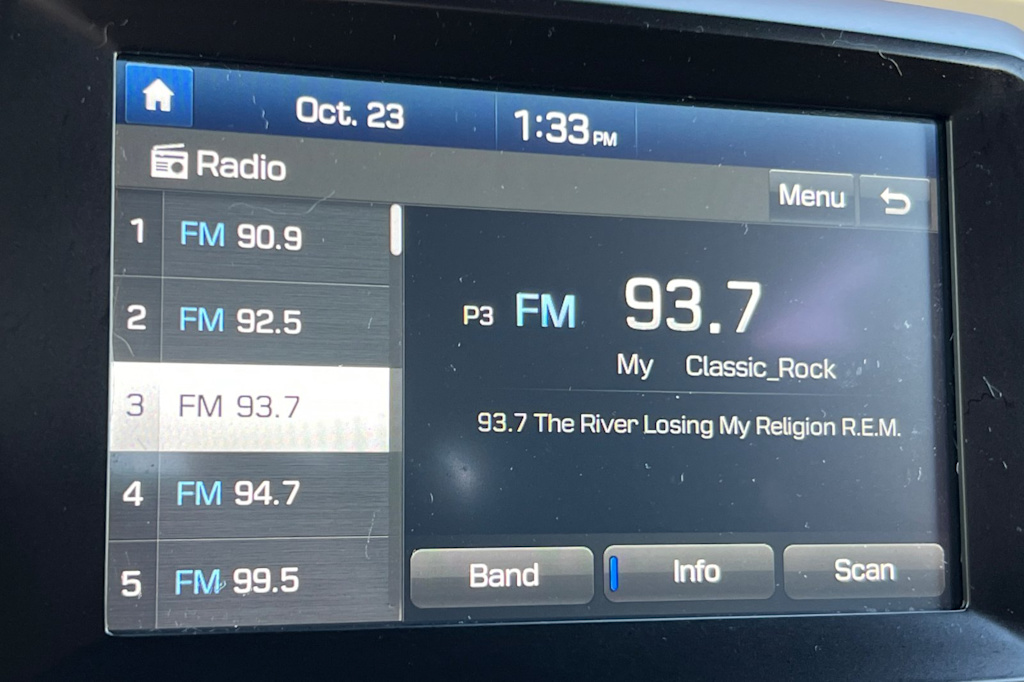 Oct. 23
1:33 PM
Radio
Menu
1 FM 90.9
2 FM 92.5
3 FM 93.7
4 FM 94.7
5 FM 99.5
P3 FM 93.7
My Classic_Rock
93.7 The River Losing My Religion R.E.M.
Band
Info
Scan